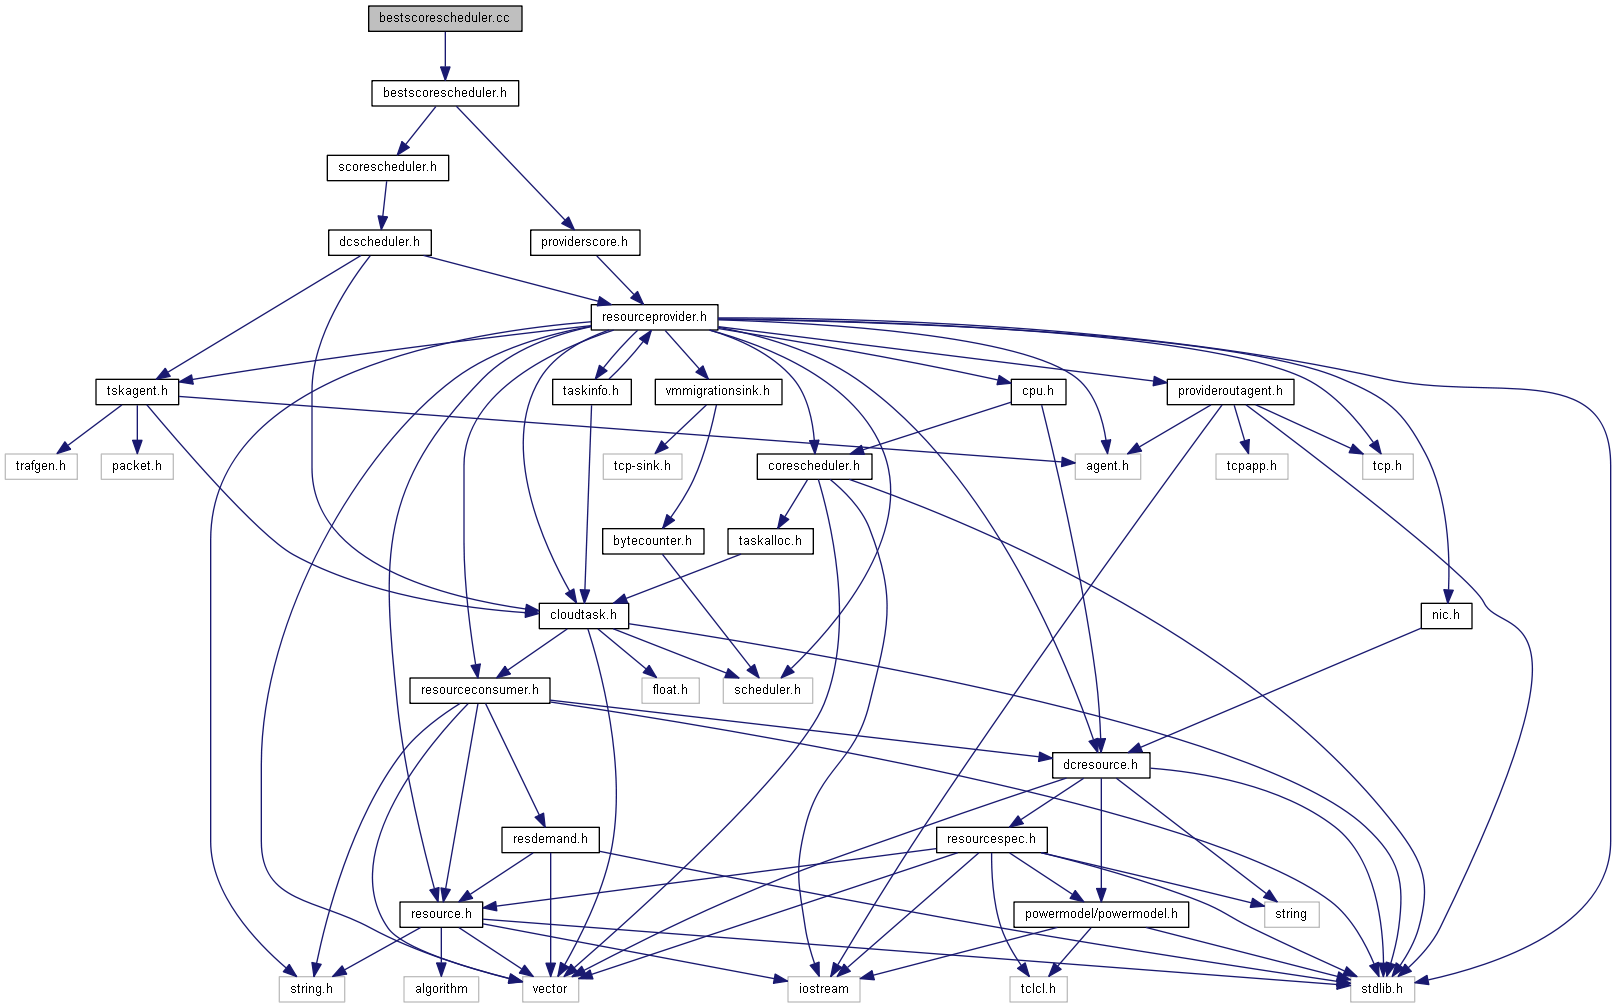 bestscorescheduler.cc
bestscorescheduler.h
scorescheduler.h
dcscheduler.h
providerscore.h
resourceprovider.h
tskagent.h
taskinfo.h
vmmigrationsink.h
cpu.h
provideroutagent.h
trafgen.h
packet.h
tcp-sink.h
corescheduler.h
agent.h
tcpapp.h
tcp.h
bytecounter.h
taskalloc.h
cloudtask.h
nic.h
resourceconsumer.h
float.h
scheduler.h
dcresource.h
resdemand.h
resourcespec.h
resource.h
powermodel/powermodel.h
string
string.h
algorithm
vector
iostream
tclcl.h
stdlib.h